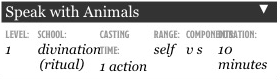 Speak with Animals ▼
LEVEL: SCHOOL: CASTING TIME: RANGE: COMPONENTS: DURATION:
1 divination (ritual) 1 action self v s 10 minutes